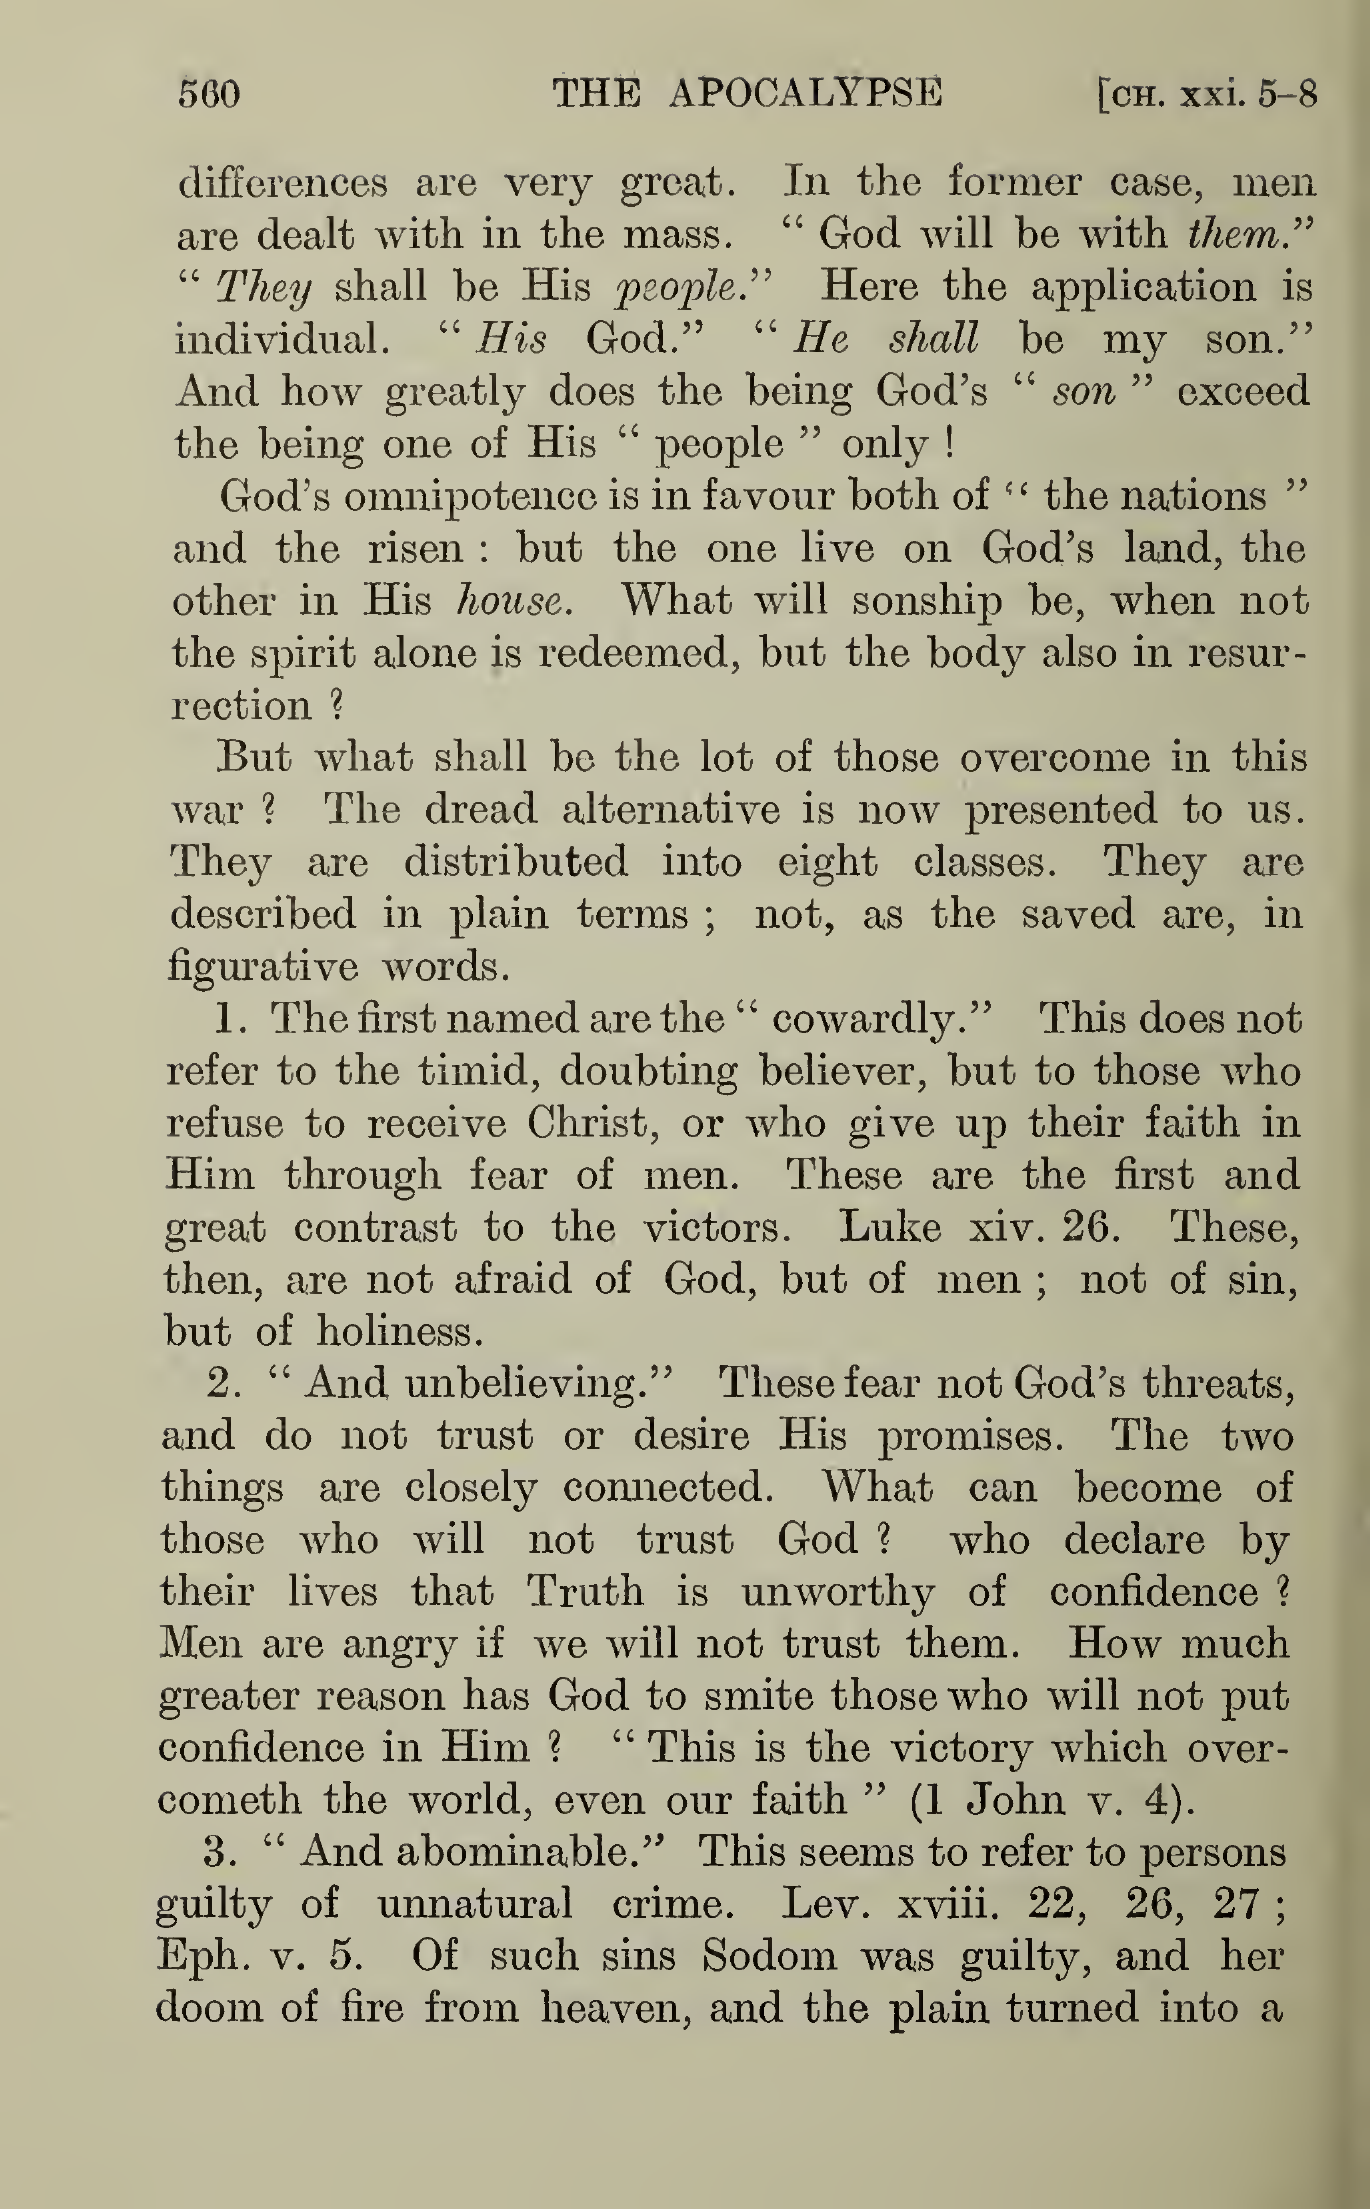 560 THE APOCALYPSE [CH. xxi. 5–8
differences are very great. In the former case, men
are dealt with in the mass. “ God will be with them.”
“ They shall be His people.” Here the application is
individual. “ His God.” “ He shall be my son.”
And how greatly does the being God’s “ son ” exceed
the being one of His “ people ” only !
God’s omnipotence is in favour both of “ the nations ”
and the risen : but the one live on God’s land, the
other in His house. What will sonship be, when not
the spirit alone is redeemed, but the body also in resur-
rection ?
But what shall be the lot of those overcome in this
war ? The dread alternative is now presented to us.
They are distributed into eight classes. They are
described in plain terms ; not, as the saved are, in
figurative words.
1. The first named are the “ cowardly.” This does not
refer to the timid, doubting believer, but to those who
refuse to receive Christ, or who give up their faith in
Him through fear of men. These are the first and
great contrast to the victors. Luke xiv. 26. These,
then, are not afraid of God, but of men ; not of sin,
but of holiness.
2. “ And unbelieving.” These fear not God’s threats,
and do not trust or desire His promises. The two
things are closely connected. What can become of
those who will not trust God ? who declare by
their lives that Truth is unworthy of confidence ?
Men are angry if we will not trust them. How much
greater reason has God to smite those who will not put
confidence in Him ? “ This is the victory which over-
cometh the world, even our faith ” (1 John v. 4).
3. “ And abominable.” This seems to refer to persons
guilty of unnatural crime. Lev. xviii. 22, 26, 27 ;
Eph. v. 5. Of such sins Sodom was guilty, and her
doom of fire from heaven, and the plain turned into a